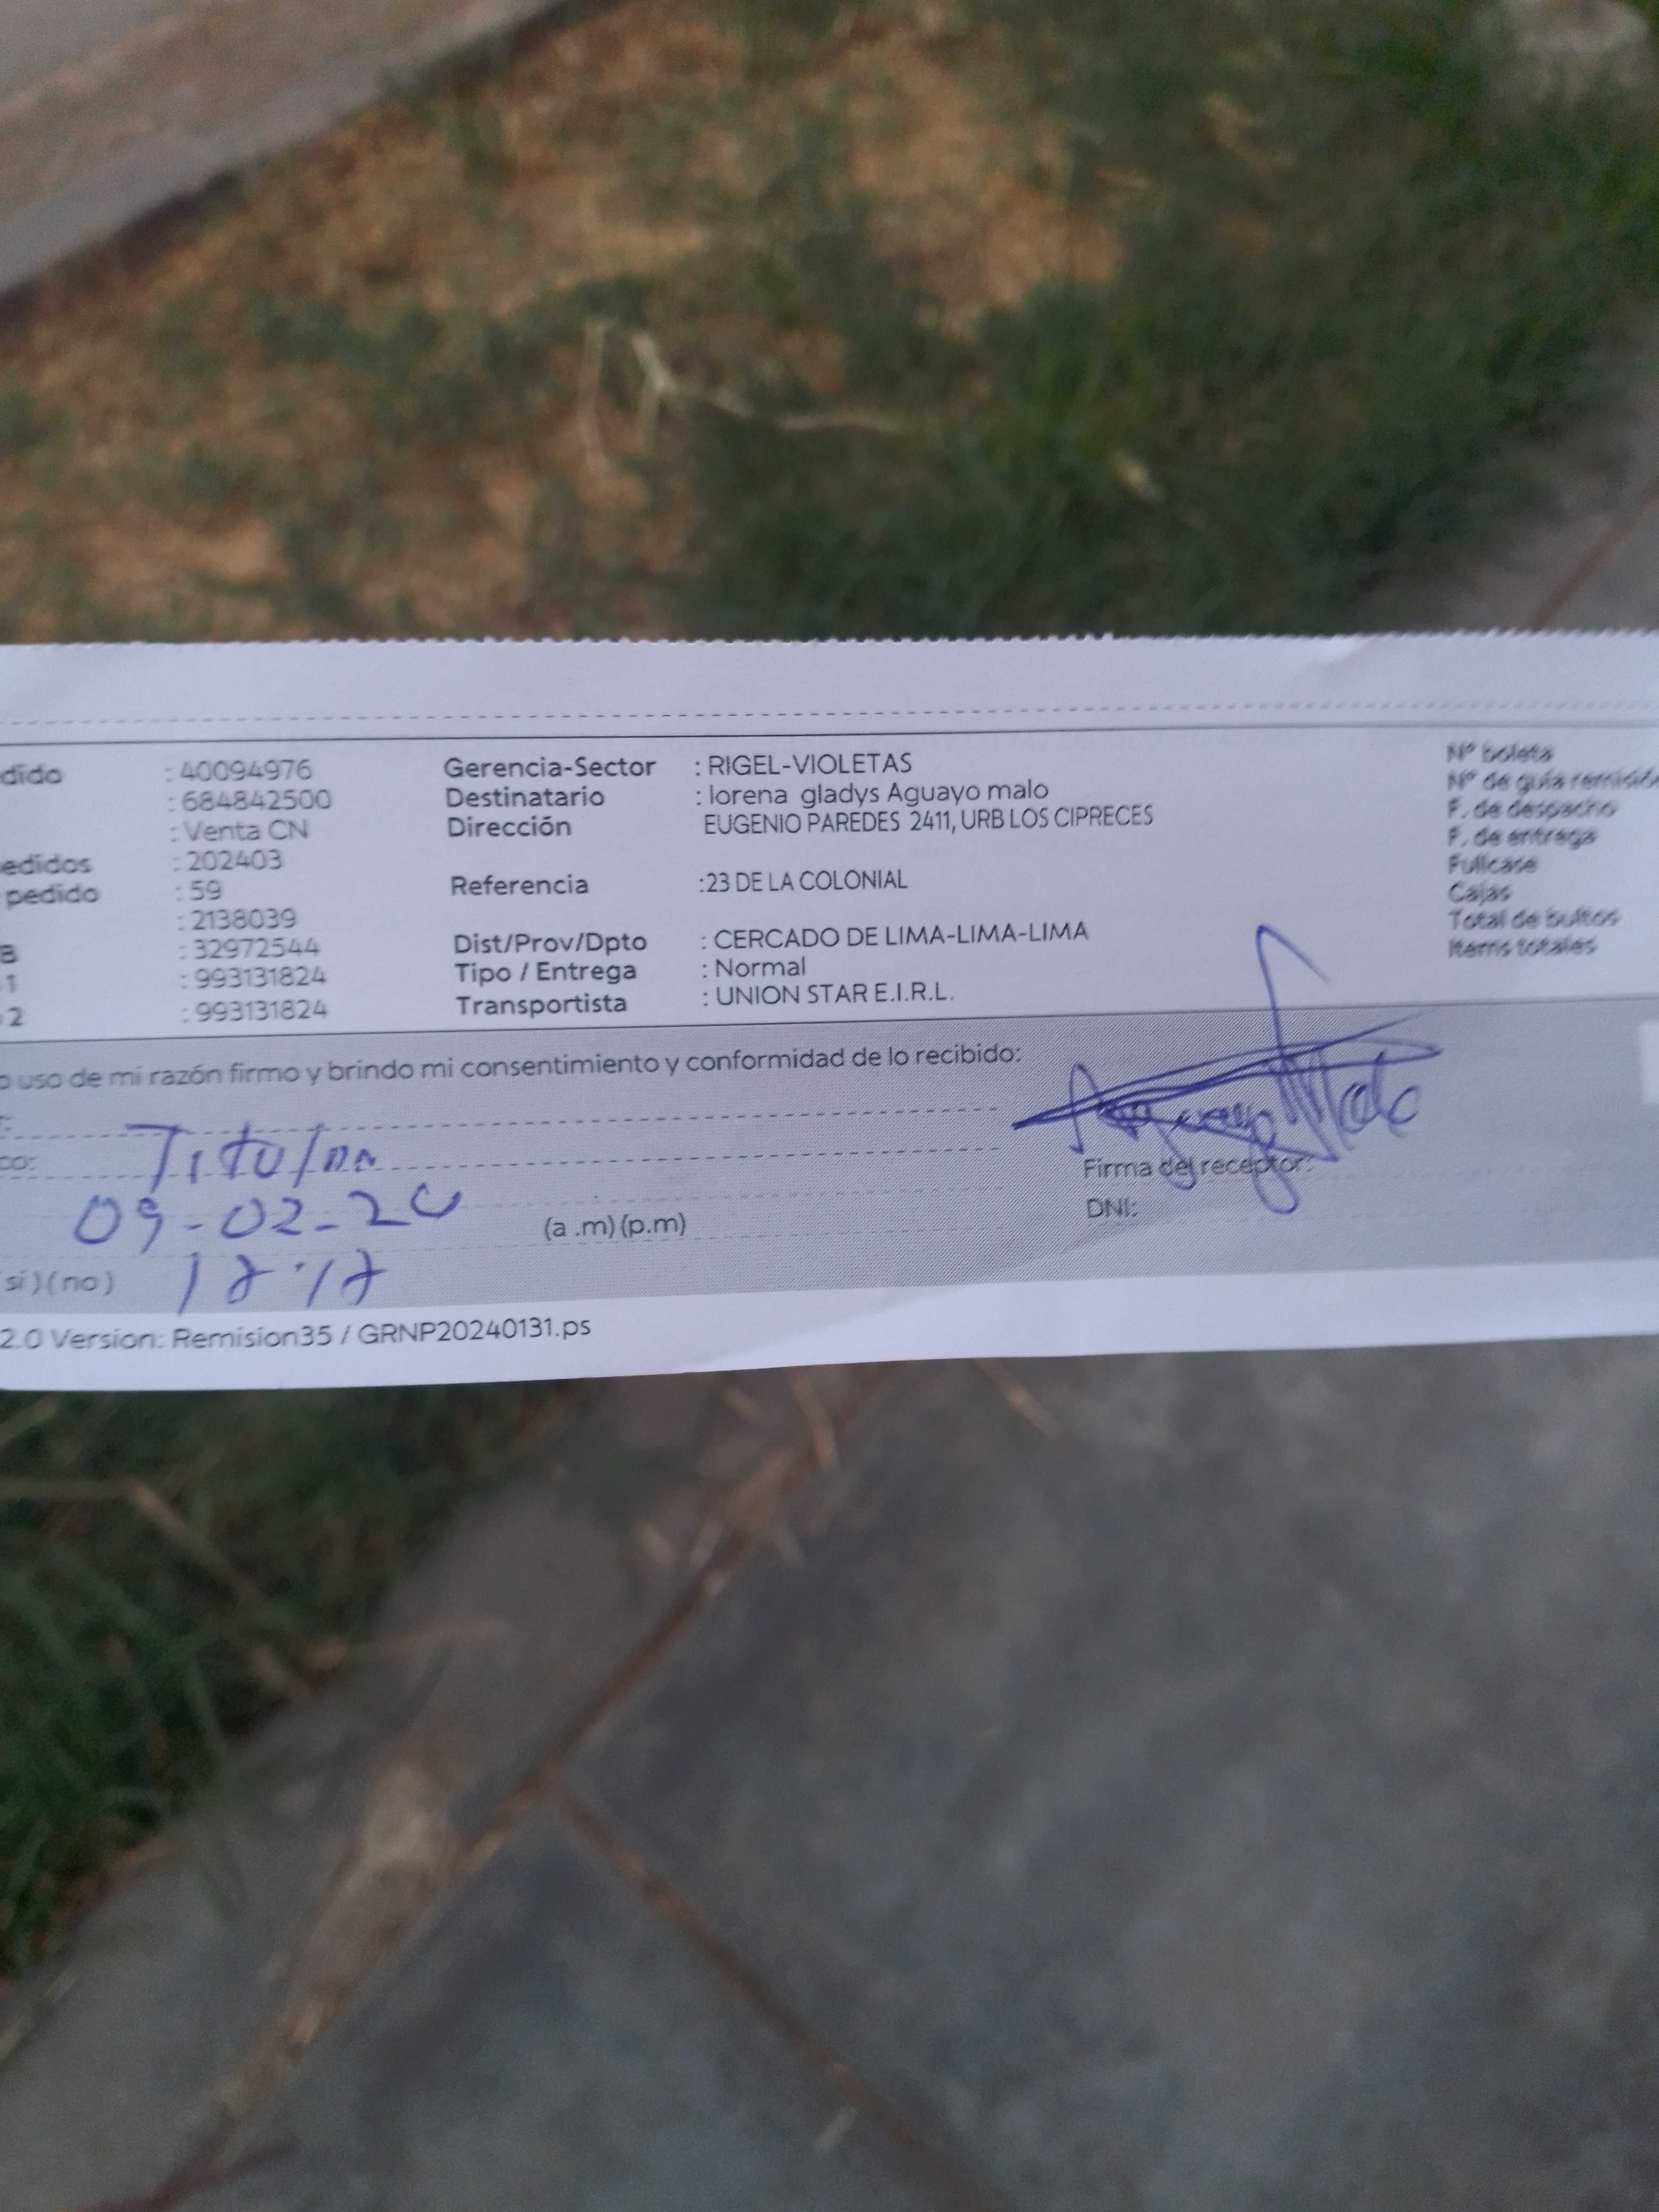 dido : 40094976 Gerencia-Sector : RIGEL-VIOLETAS Nº boleta
: 684842500 Destinatario : lorena gladys Aguayo malo Nº de guía remisión
: Venta CN Dirección EUGENIO PAREDES 2411, URB LOS CIPRECES F. de despacho
edidos : 202403 F. de entrega
pedido : 59 Referencia :23 DE LA COLONIAL Fullcase
: 2138039 Cajas
B : 32972544 Dist/Prov/Dpto : CERCADO DE LIMA-LIMA-LIMA Total de bultos
1 : 993131824 Tipo / Entrega : Normal Items totales
2 : 993131824 Transportista : UNION STAR E.I.R.L.
o uso de mi razón firmo y brindo mi consentimiento y conformidad de lo recibido:
Aguayo Malo
co: Titular
Firma del receptor:
09-02-24 (a .m) (p.m) DNI:
si ) ( no )
2.0 Version: Remision35 / GRNP20240131.ps